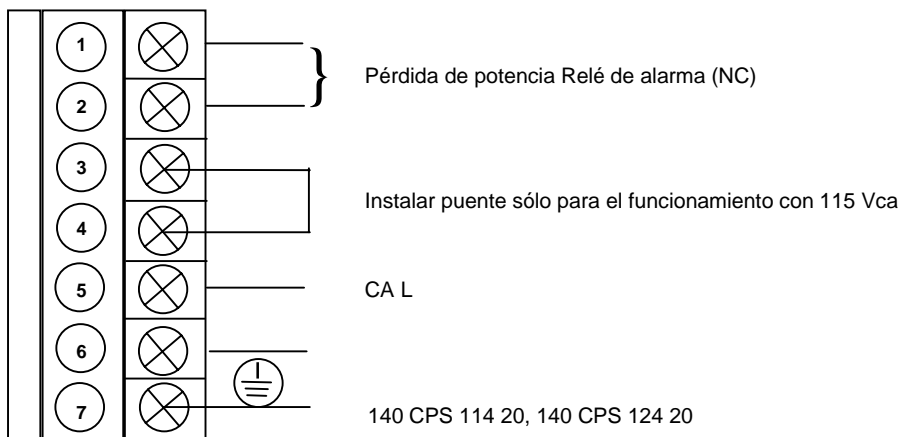 1
2
Pérdida de potencia Relé de alarma (NC)
3
4
Instalar puente sólo para el funcionamiento con 115 Vca
5
CA L
6
7
140 CPS 114 20, 140 CPS 124 20